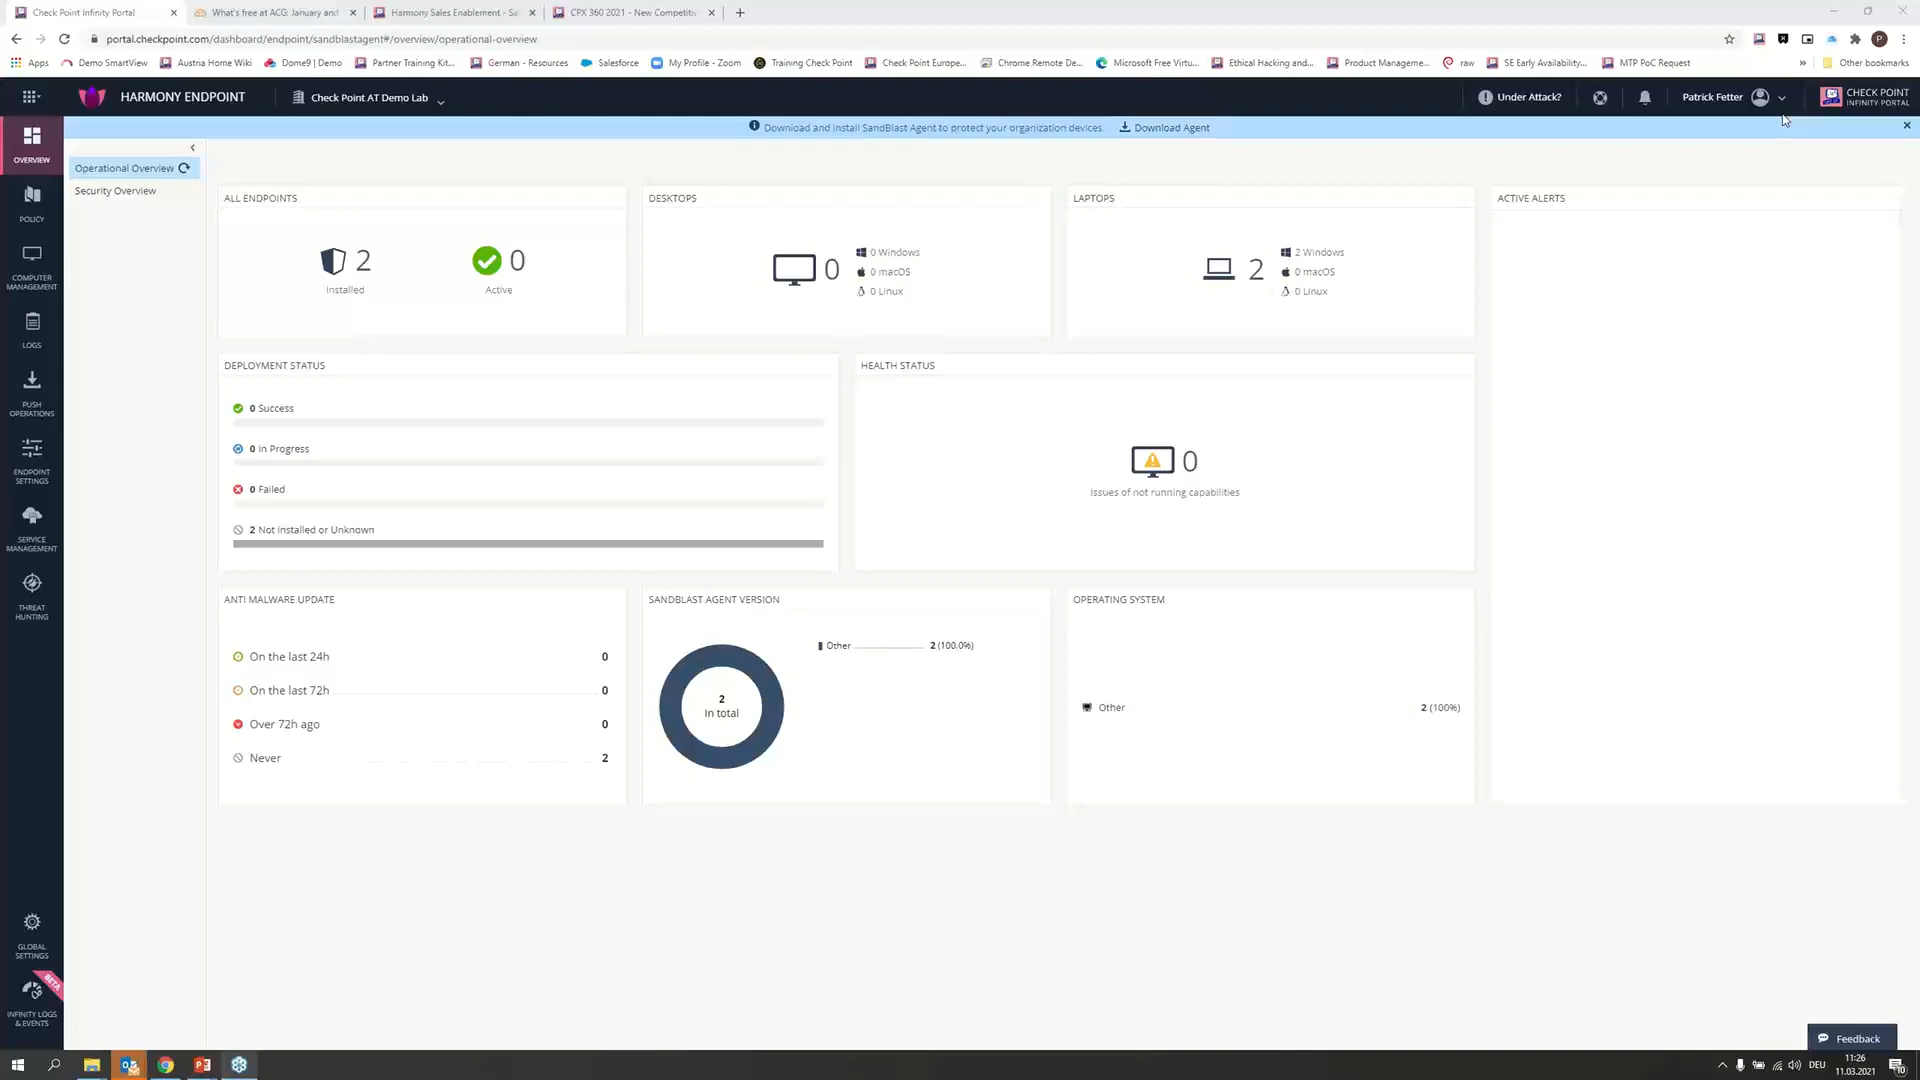 Check Point Infinity Portal
What's free at ACG: January and
Harmony Sales Enablement - Sa
CPX 360 2021 - New Competitiv
portal.checkpoint.com/dashboard/endpoint/sandblastagent#/overview/operational-overview
Apps
Demo SmartView
Austria Home Wiki
Dome9 | Demo
Partner Training Kit...
German - Resources
Salesforce
My Profile - Zoom
Training Check Point
Check Point Europe...
Chrome Remote De...
Microsoft Free Virtu...
Ethical Hacking and...
Product Manageme...
raw
SE Early Availability...
MTP PoC Request
»
Other bookmarks
HARMONY ENDPOINT
Check Point AT Demo Lab
Under Attack?
Patrick Fetter
CHECK POINT
INFINITY PORTAL
Download and install SandBlast Agent to protect your organization devices.
Download Agent
OVERVIEW
POLICY
COMPUTER
MANAGEMENT
LOGS
PUSH
OPERATIONS
ENDPOINT
SETTINGS
SERVICE
MANAGEMENT
THREAT
HUNTING
GLOBAL
SETTINGS
BETA
INFINITY LOGS
& EVENTS
Operational Overview
Security Overview
ALL ENDPOINTS
2
Installed
0
Active
DESKTOPS
0
0 Windows
0 macOS
0 Linux
LAPTOPS
2
2 Windows
0 macOS
0 Linux
ACTIVE ALERTS
DEPLOYMENT STATUS
0 Success
0 In Progress
0 Failed
2 Not installed or Unknown
HEALTH STATUS
0
Issues of not running capabilities
ANTI MALWARE UPDATE
On the last 24h 0
On the last 72h 0
Over 72h ago 0
Never 2
SANDBLAST AGENT VERSION
2
In total
Other 2 (100.0%)
OPERATING SYSTEM
Other 2 (100%)
Feedback
DEU
11:26
11.03.2021